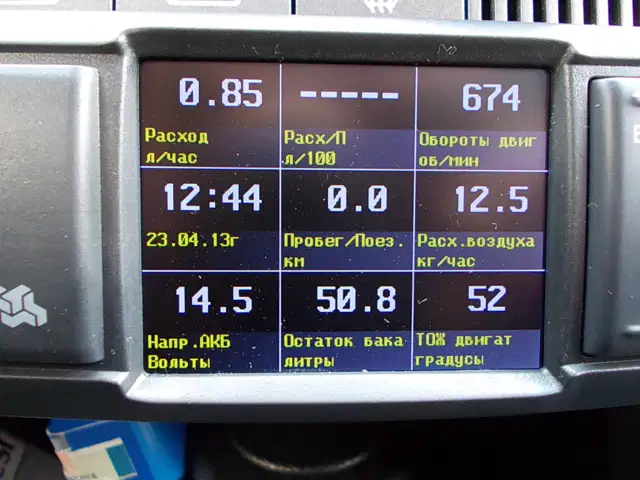 0.85
Расход
л/час
-----
Расх/П
л/100
674
Обороты двиг
об/мин
12:44
23.04.13г
0.0
Пробег/Поез.
км
12.5
Расх.воздуха
кг/час
14.5
Напр.АКБ
Вольты
50.8
Остаток бака
литры
52
ТОЖ двигат
градусы